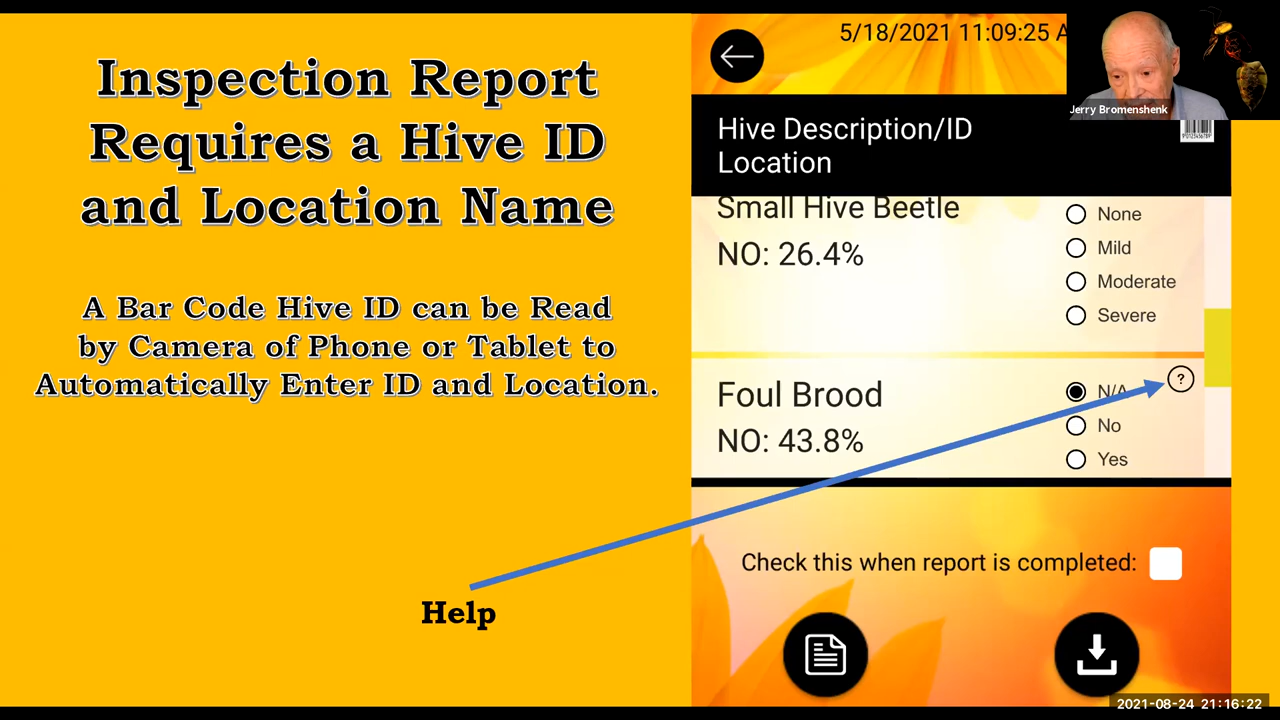 Inspection Report
Requires a Hive ID
and Location Name
A Bar Code Hive ID can be Read
by Camera of Phone or Tablet to
Automatically Enter ID and Location.
Help
5/18/2021 11:09:25 A
Jerry Bromenshenk
Hive Description/ID
Location
Small Hive Beetle
NO: 26.4%
None
Mild
Moderate
Severe
Foul Brood
NO: 43.8%
?
N/A
No
Yes
Check this when report is completed:
2021-08-24 21:16:22